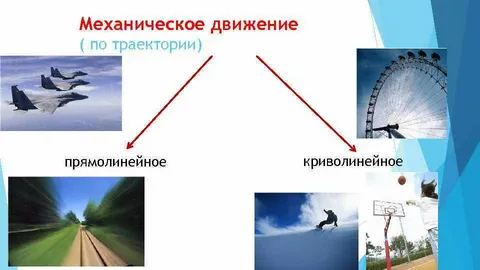 Механическое движение
( по траектории)
прямолинейное
криволинейное